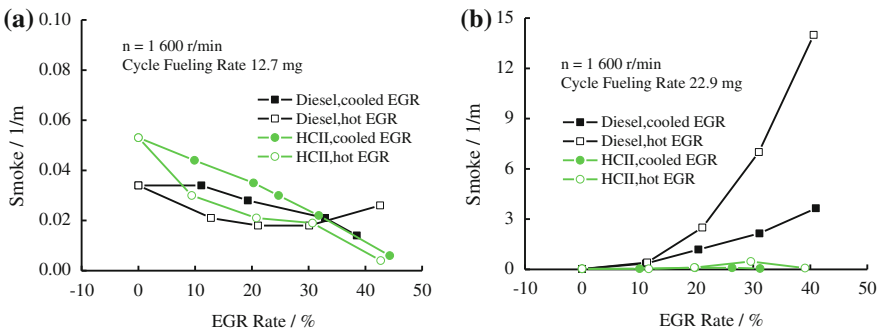 (a)
0.10
0.08
0.06
0.04
0.02
0.00
Smoke / 1/m
n = 1 600 r/min
Cycle Fueling Rate 12.7 mg
Diesel,cooled EGR
Diesel,hot EGR
HCII,cooled EGR
HCII,hot EGR
-10 0 10 20 30 40 50
EGR Rate / %
(b)
15
12
9
6
3
0
Smoke / 1/m
n = 1 600 r/min
Cycle Fueling Rate 22.9 mg
Diesel,cooled EGR
Diesel,hot EGR
HCII,cooled EGR
HCII,hot EGR
-10 0 10 20 30 40 50
EGR Rate / %